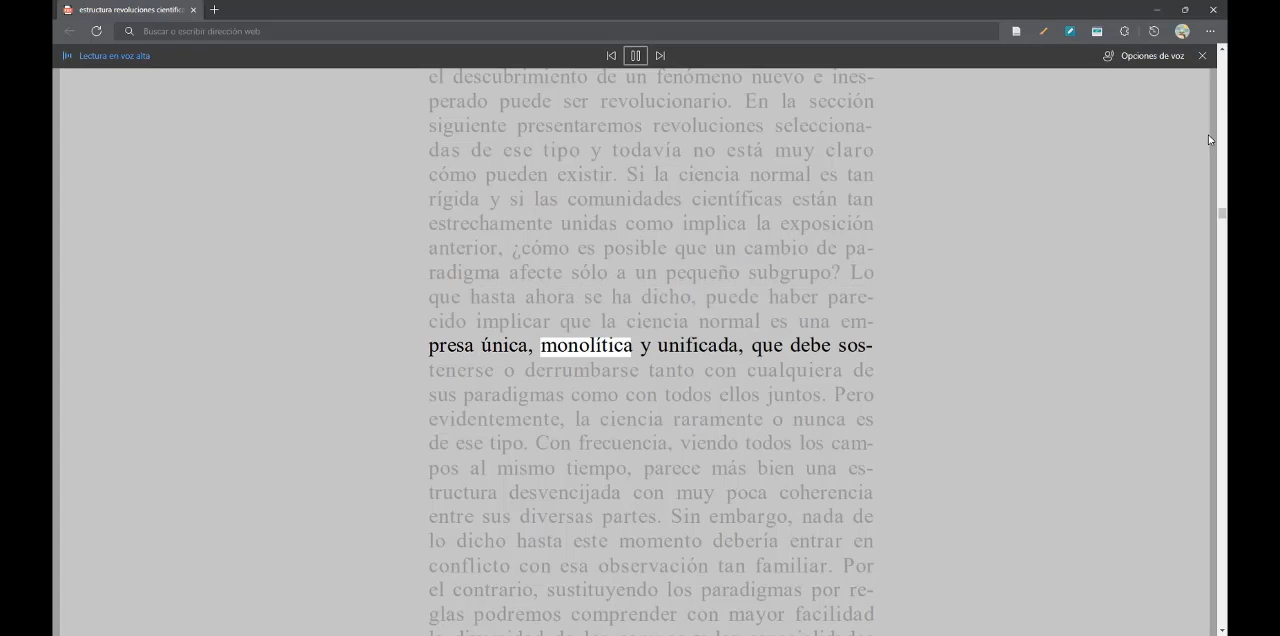 estructura revoluciones científica
Buscar o escribir dirección web
Lectura en voz alta
Opciones de voz
el descubrimiento de un fenómeno nuevo e ines-
perado puede ser revolucionario. En la sección
siguiente presentaremos revoluciones selecciona-
das de ese tipo y todavía no está muy claro
cómo pueden existir. Si la ciencia normal es tan
rígida y si las comunidades científicas están tan
estrechamente unidas como implica la exposición
anterior, ¿cómo es posible que un cambio de pa-
radigma afecte sólo a un pequeño subgrupo? Lo
que hasta ahora se ha dicho, puede haber pare-
cido implicar que la ciencia normal es una em-
presa única, monolítica y unificada, que debe sos-
tenerse o derrumbarse tanto con cualquiera de
sus paradigmas como con todos ellos juntos. Pero
evidentemente, la ciencia raramente o nunca es
de ese tipo. Con frecuencia, viendo todos los cam-
pos al mismo tiempo, parece más bien una es-
tructura desvencijada con muy poca coherencia
entre sus diversas partes. Sin embargo, nada de
lo dicho hasta este momento debería entrar en
conflicto con esa observación tan familiar. Por
el contrario, sustituyendo los paradigmas por re-
glas podremos comprender con mayor facilidad